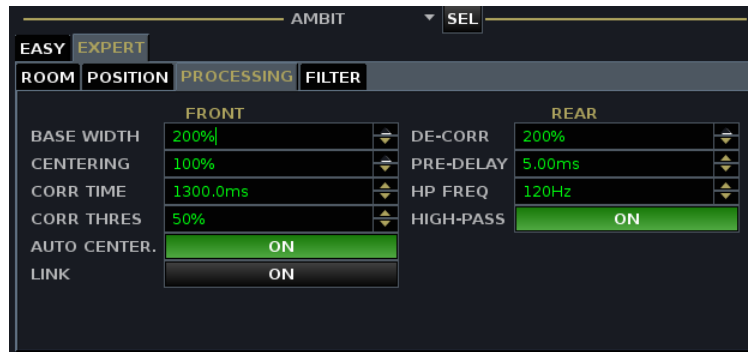 AMBIT SEL
EASY EXPERT
ROOM POSITION PROCESSING FILTER
FRONT REAR
BASE WIDTH 200% DE-CORR 200%
CENTERING 100% PRE-DELAY 5.00ms
CORR TIME 1300.0ms HP FREQ 120Hz
CORR THRES 50% HIGH-PASS ON
AUTO CENTER. ON
LINK ON